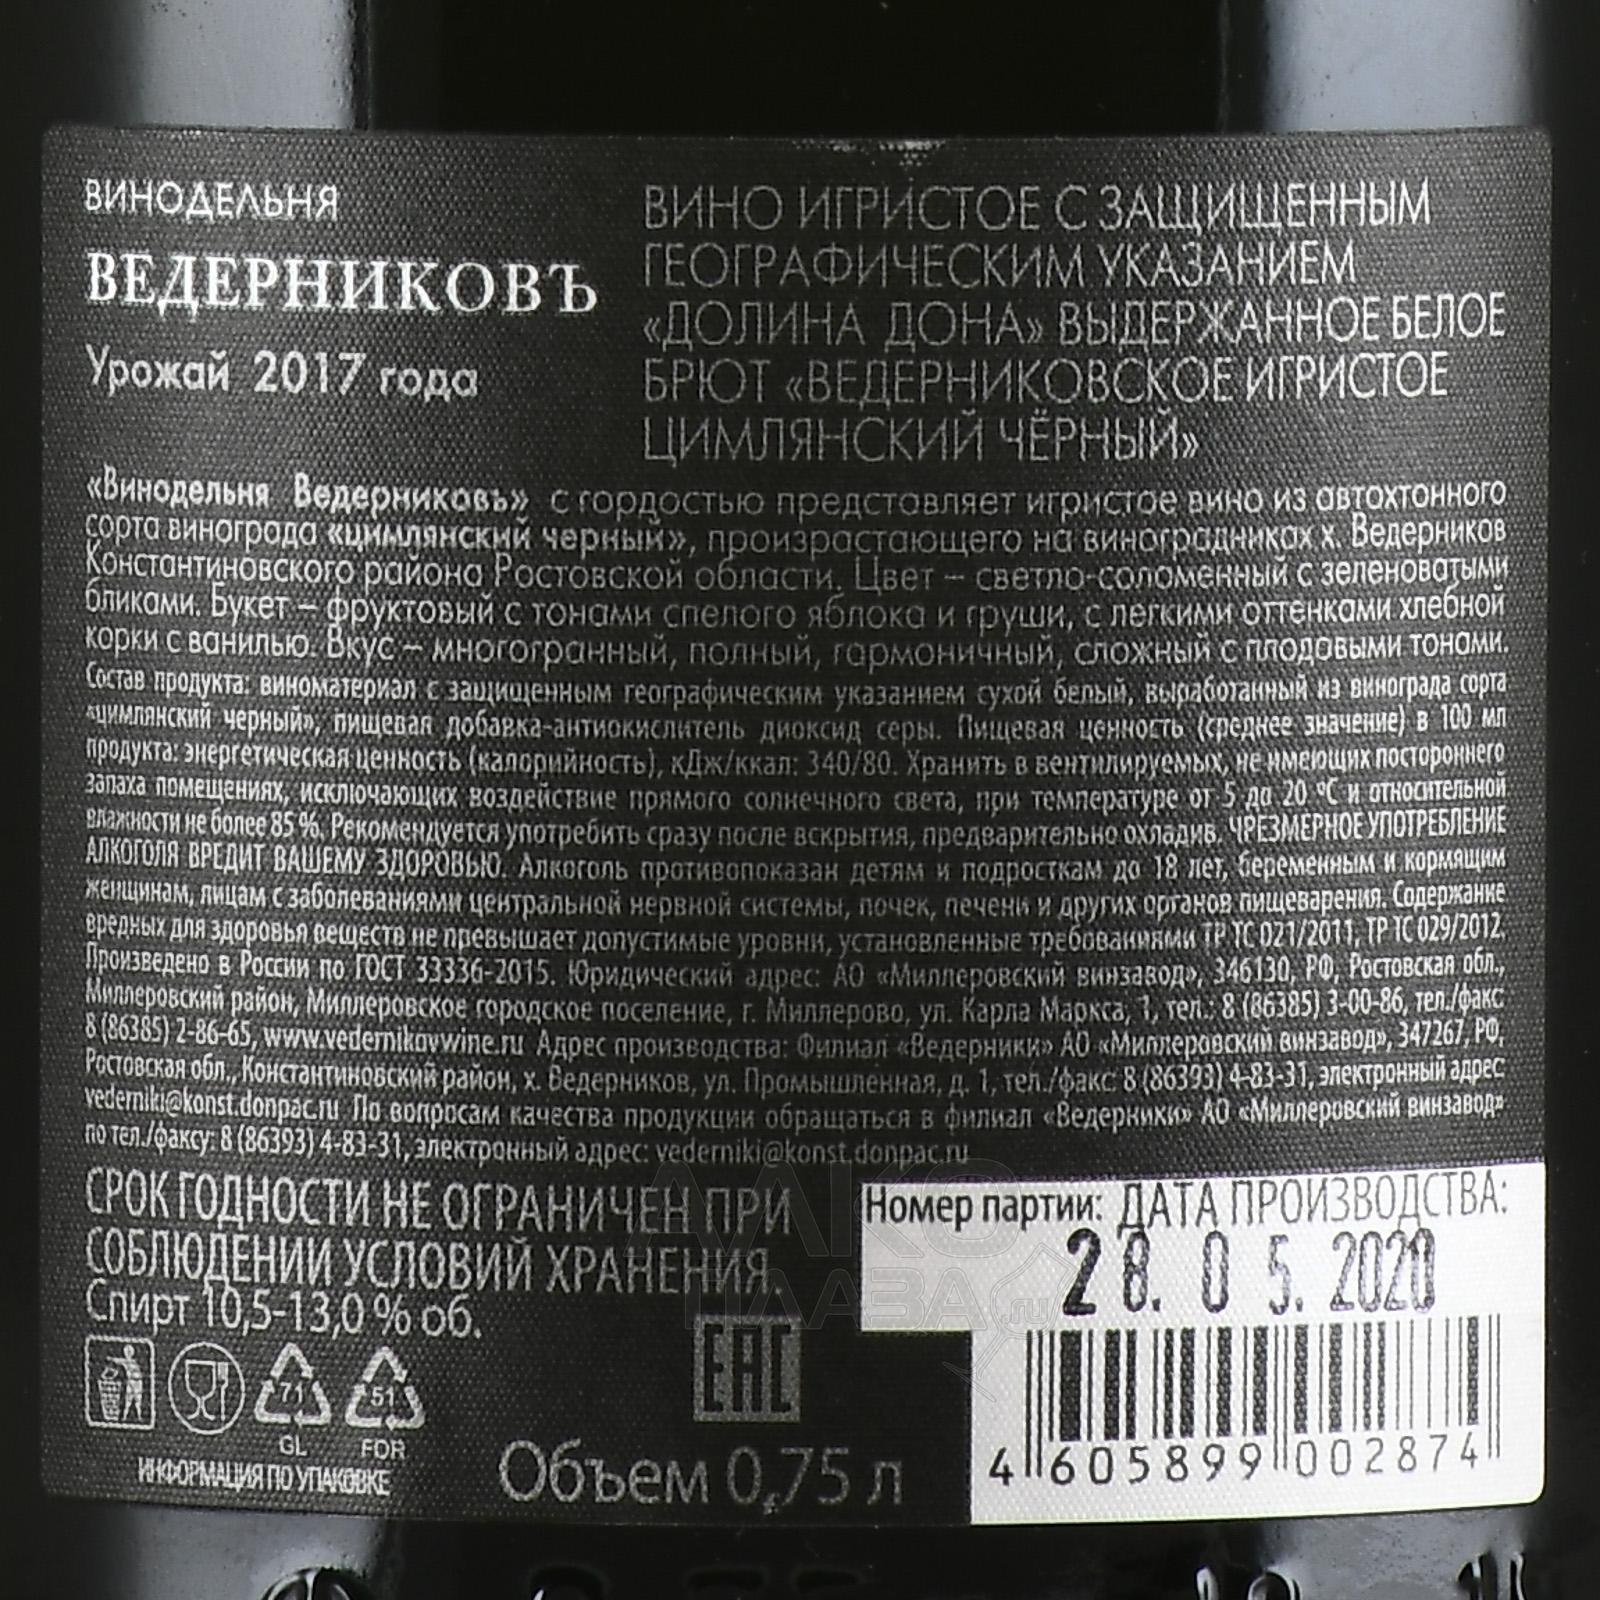 ВИНОДЕЛЬНЯ
ВЕДЕРНИКОВЪ
Урожай 2017 года
ВИНО ИГРИСТОЕ С ЗАЩИЩЕННЫМ
ГЕОГРАФИЧЕСКИМ УКАЗАНИЕМ
«ДОЛИНА ДОНА» ВЫДЕРЖАННОЕ БЕЛОЕ
БРЮТ «ВЕДЕРНИКОВСКОЕ ИГРИСТОЕ
ЦИМЛЯНСКИЙ ЧЁРНЫЙ»
«Винодельня Ведерниковъ» с гордостью представляет игристое вино из автохтонного
сорта винограда «цимлянский черный», произрастающего на виноградниках х. Ведерников
Константиновского района Ростовской области. Цвет – светло-соломенный с зеленоватыми
бликами. Букет – фруктовый с тонами спелого яблока и груши, с легкими оттенками хлебной
корки с ванилью. Вкус – многогранный, полный, гармоничный, сложный с плодовыми тонами.
Состав продукта: виноматериал с защищенным географическим указанием сухой белый, выработанный из винограда сорта
«цимлянский черный», пищевая добавка-антиокислитель диоксид серы. Пищевая ценность (среднее значение) в 100 мл
продукта: энергетическая ценность (калорийность), кДж/ккал: 340/80. Хранить в вентилируемых, не имеющих постороннего
запаха помещениях, исключающих воздействие прямого солнечного света, при температуре от 5 до 20 °С и относительной
влажности не более 85 %. Рекомендуется употребить сразу после вскрытия, предварительно охладив. ЧРЕЗМЕРНОЕ УПОТРЕБЛЕНИЕ
АЛКОГОЛЯ ВРЕДИТ ВАШЕМУ ЗДОРОВЬЮ. Алкоголь противопоказан детям и подросткам до 18 лет, беременным и кормящим
женщинам, лицам с заболеваниями центральной нервной системы, почек, печени и других органов пищеварения. Содержание
вредных для здоровья веществ не превышает допустимые уровни, установленные требованиями ТР ТС 021/2011, ТР ТС 029/2012.
Произведено в России по ГОСТ 33336-2015. Юридический адрес: АО «Миллеровский винзавод», 346130, РФ, Ростовская обл.,
Миллеровский район, Миллеровское городское поселение, г. Миллерово, ул. Карла Маркса, 1, тел.: 8 (86385) 3-00-86, тел./факс:
8 (86385) 2-86-65, www.vedernikovwine.ru Адрес производства: Филиал «Ведерники» АО «Миллеровский винзавод», 347267, РФ,
Ростовская обл., Константиновский район, х. Ведерников, ул. Промышленная, д. 1, тел./факс: 8 (86393) 4-83-31, электронный адрес:
vederniki@konst.donpac.ru По вопросам качества продукции обращаться в филиал «Ведерники» АО «Миллеровский винзавод»
по тел./факсу: 8 (86393) 4-83-31, электронный адрес: vederniki@konst.donpac.ru
СРОК ГОДНОСТИ НЕ ОГРАНИЧЕН ПРИ
СОБЛЮДЕНИИ УСЛОВИЙ ХРАНЕНИЯ.
Спирт 10,5-13,0 % об.
Номер партии: ДАТА ПРОИЗВОДСТВА:
28. 05. 2020
АЛКО
ПЛАЗА
.ru
ЕАС
71
GL
51
FOR
ИНФОРМАЦИЯ ПО УПАКОВКЕ
Объем 0,75 л
4 605899 002874